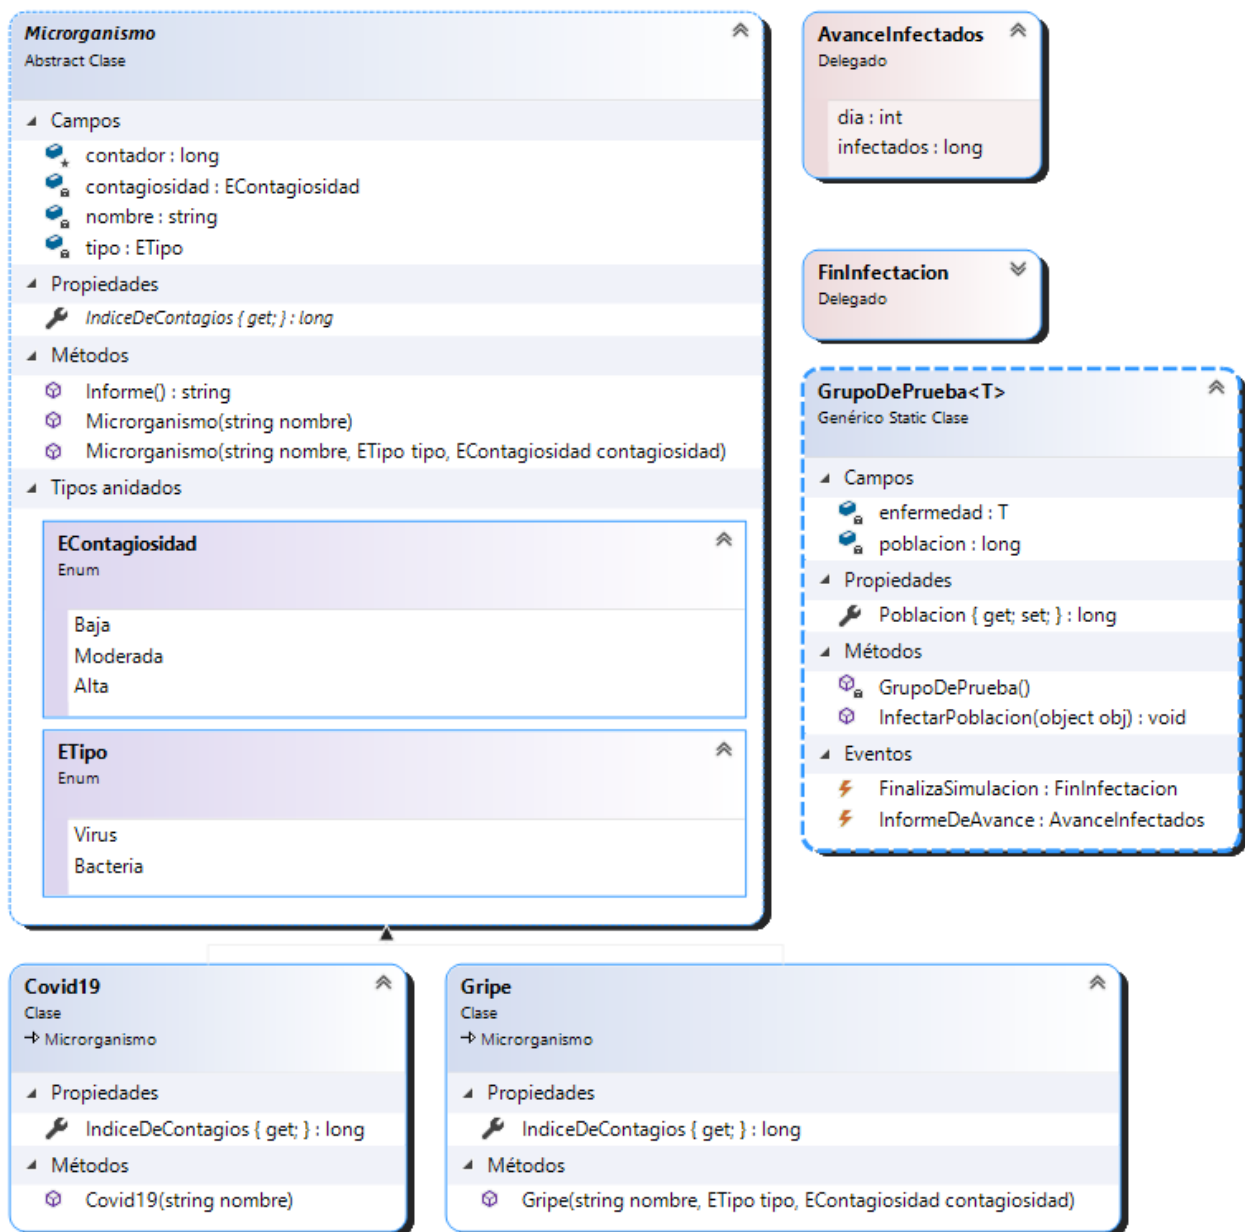 Microrganismo
Abstract Clase
Campos
contador : long
contagiosidad : EContagiosidad
nombre : string
tipo : ETipo
Propiedades
IndiceDeContagios { get; } : long
Métodos
Informe() : string
Microrganismo(string nombre)
Microrganismo(string nombre, ETipo tipo, EContagiosidad contagiosidad)
Tipos anidados
EContagiosidad
Enum
Baja
Moderada
Alta
ETipo
Enum
Virus
Bacteria
AvanceInfectados
Delegado
dia : int
infectados : long
FinInfectacion
Delegado
GrupoDePrueba<T>
Genérico Static Clase
Campos
enfermedad : T
poblacion : long
Propiedades
Poblacion { get; set; } : long
Métodos
GrupoDePrueba()
InfectarPoblacion(object obj) : void
Eventos
FinalizaSimulacion : FinInfectacion
InformeDeAvance : AvanceInfectados
Covid19
Clase
Microrganismo
Propiedades
IndiceDeContagios { get; } : long
Métodos
Covid19(string nombre)
Gripe
Clase
Microrganismo
Propiedades
IndiceDeContagios { get; } : long
Métodos
Gripe(string nombre, ETipo tipo, EContagiosidad contagiosidad)